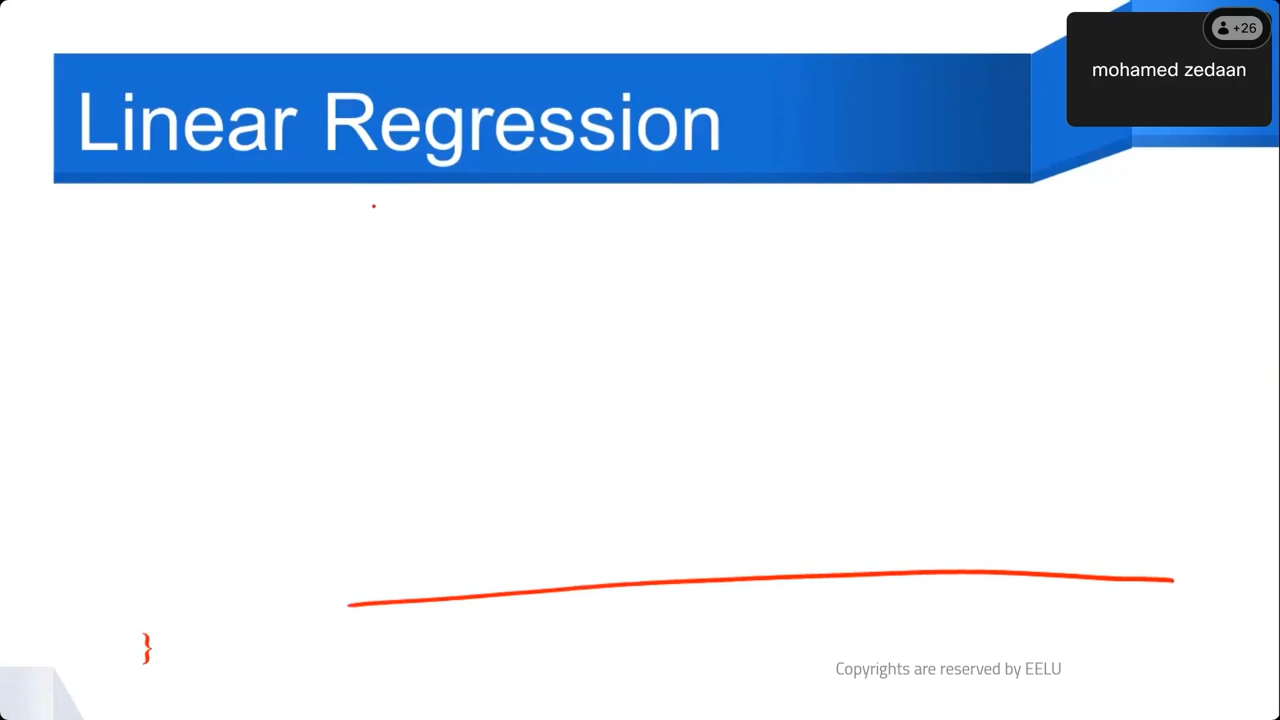 +26
mohamed zedaan
Linear Regression
}
Copyrights are reserved by EELU